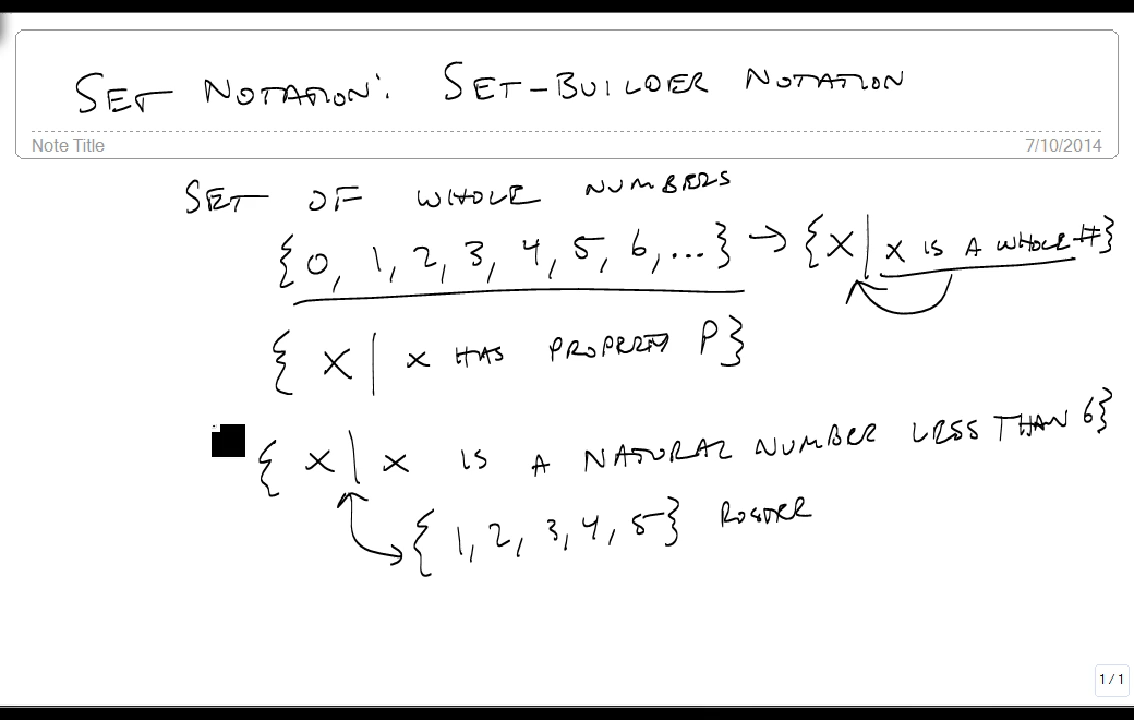 SET NOTATION: SET-BUILDER NOTATION
Note Title 7/10/2014
SET OF WHOLE NUMBERS
{0, 1, 2, 3, 4, 5, 6, ...} → {X | X IS A WHOLE #}
{ X | X HAS PROPERTY P}
{ X | X IS A NATURAL NUMBER LESS THAN 6}
{ 1, 2, 3, 4, 5} ROSTER
1 / 1